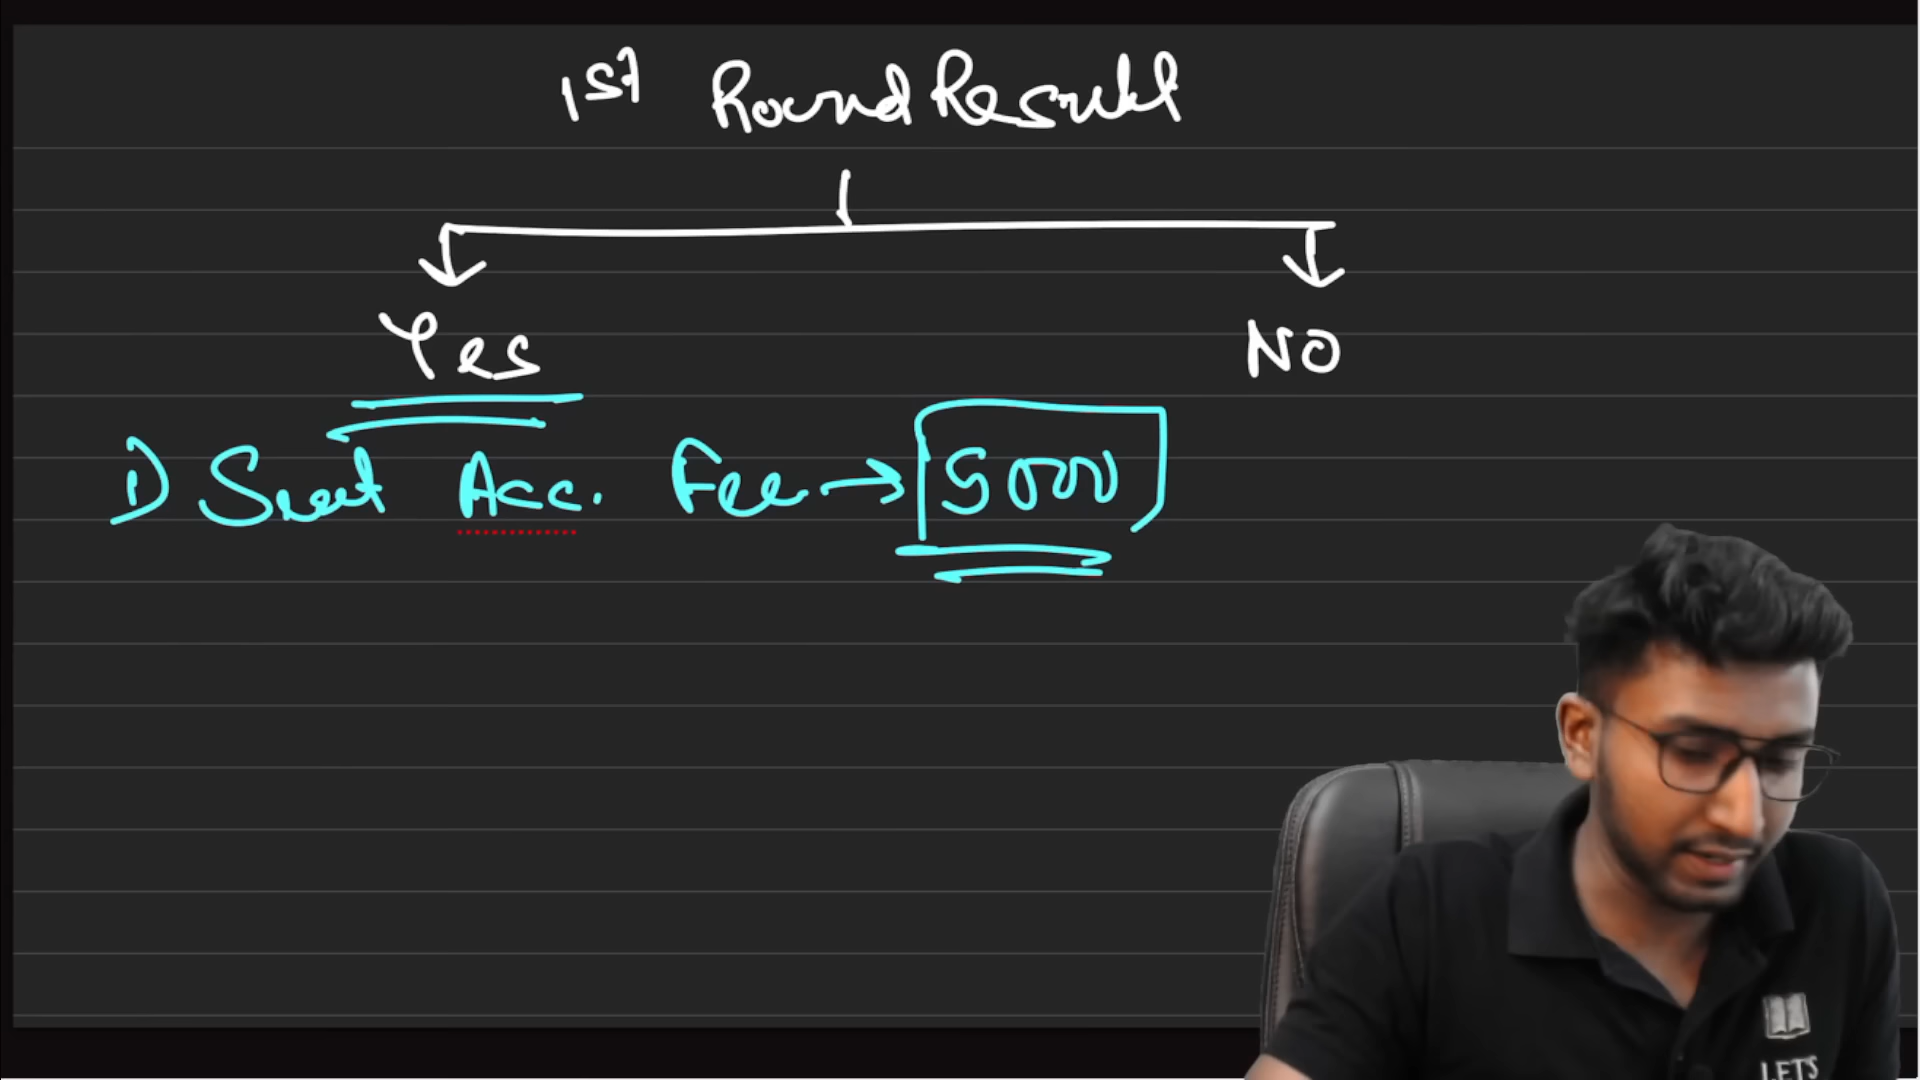 1st Round Result
Yes
NO
1) Seat Acc. Fee → 5000
LETS